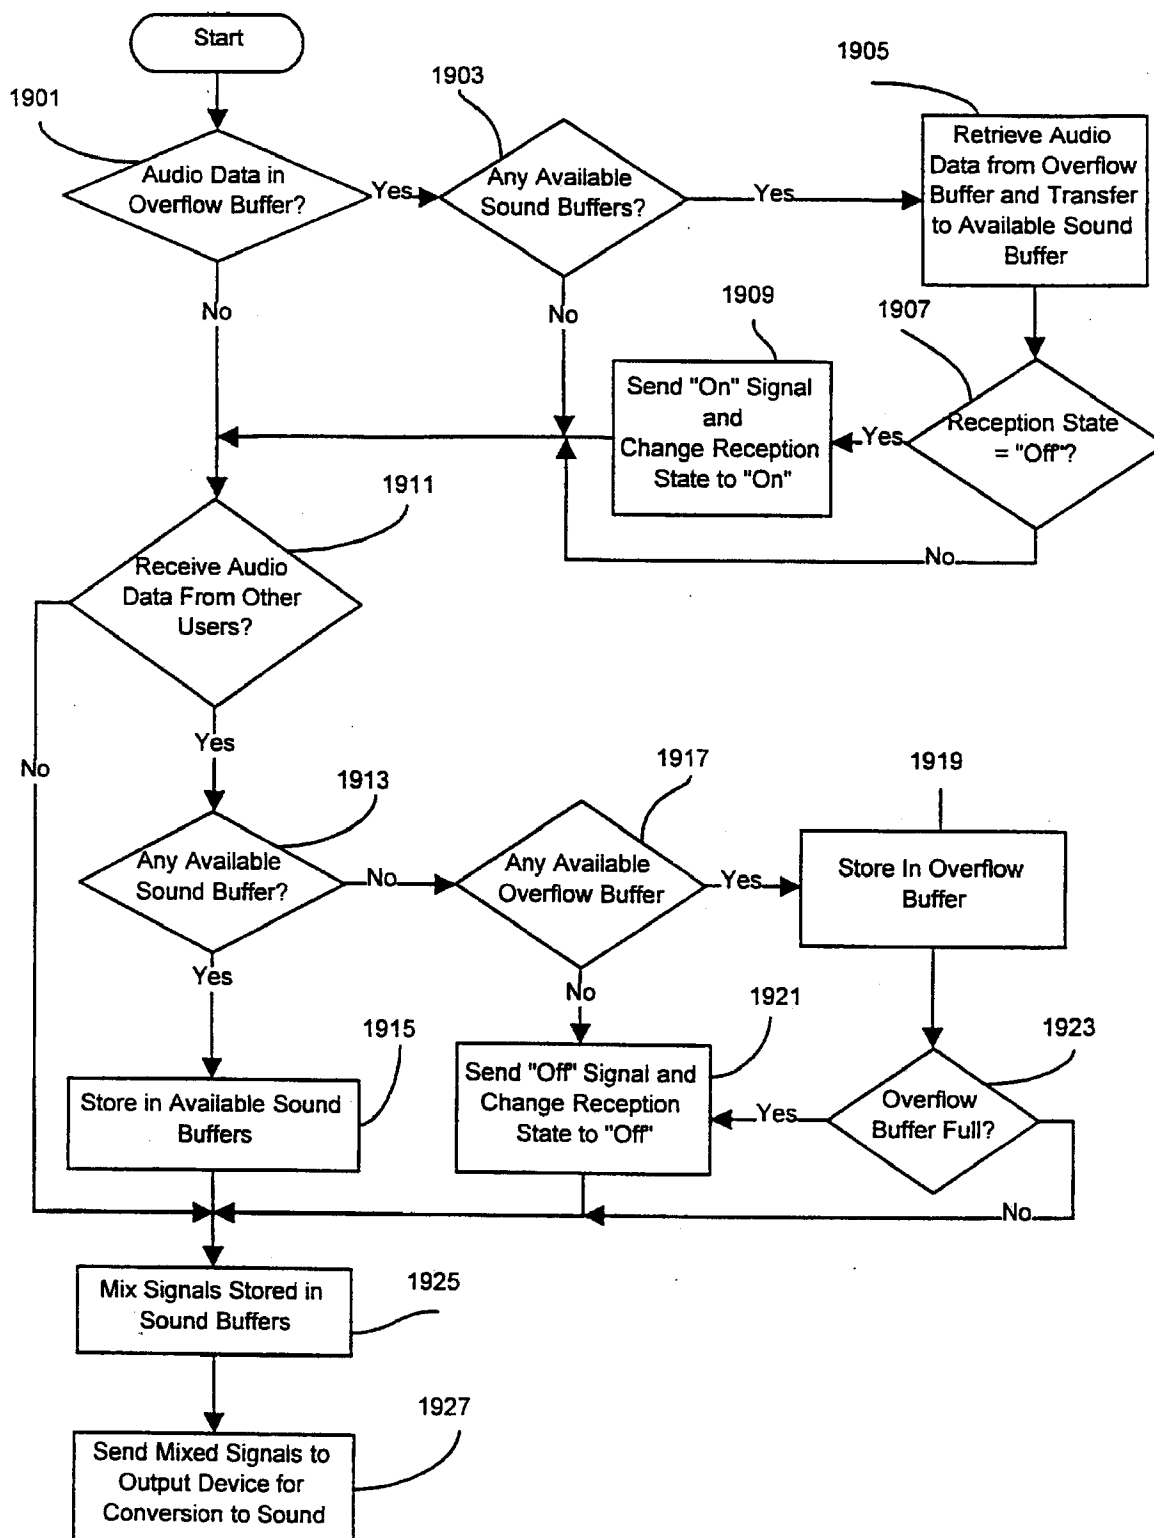 Start
1901
1903
1905
Audio Data in
Overflow Buffer?
Yes
Any Available
Sound Buffers?
Yes
Retrieve Audio
Data from Overflow
Buffer and Transfer
to Available Sound
Buffer
No
No
1909
1907
Send "On" Signal
and
Change Reception
State to "On"
Yes
Reception State
= "Off"?
No
1911
Receive Audio
Data From Other
Users?
No
Yes
1913
1917
1919
Any Available
Sound Buffer?
No
Any Available
Overflow Buffer
Yes
Store In Overflow
Buffer
Yes
No
1915
1921
1923
Store in Available Sound
Buffers
Send "Off" Signal and
Change Reception
State to "Off"
Yes
Overflow
Buffer Full?
No
Mix Signals Stored in
Sound Buffers
1925
1927
Send Mixed Signals to
Output Device for
Conversion to Sound